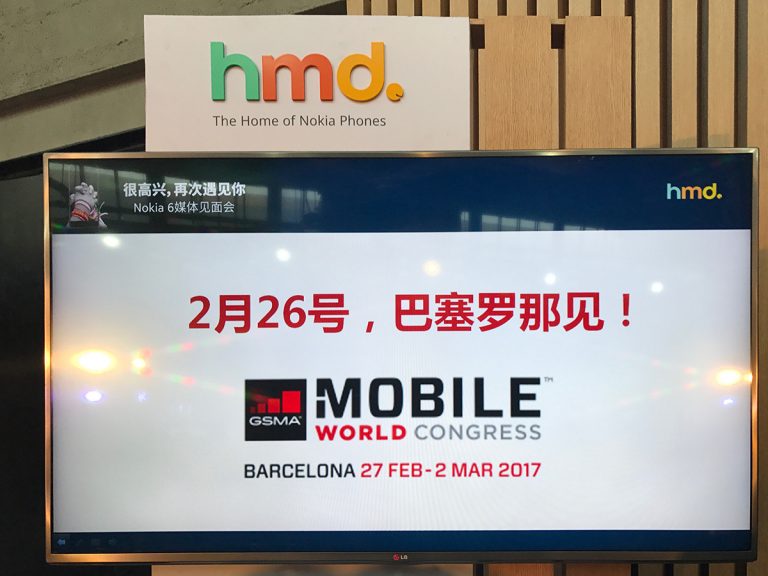 hmd.
The Home of Nokia Phones
很高兴,再次遇见你
Nokia 6媒体见面会
hmd.
2月26号，巴塞罗那见！
GSMA
MOBILE™
WORLD CONGRESS
BARCELONA 27 FEB - 2 MAR 2017
LG